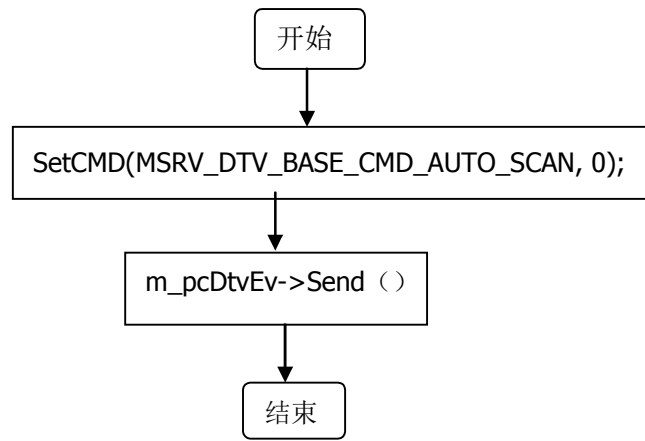 开始
SetCMD(MSRV_DTV_BASE_CMD_AUTO_SCAN, 0);
m_pcDtvEv->Send（）
结束